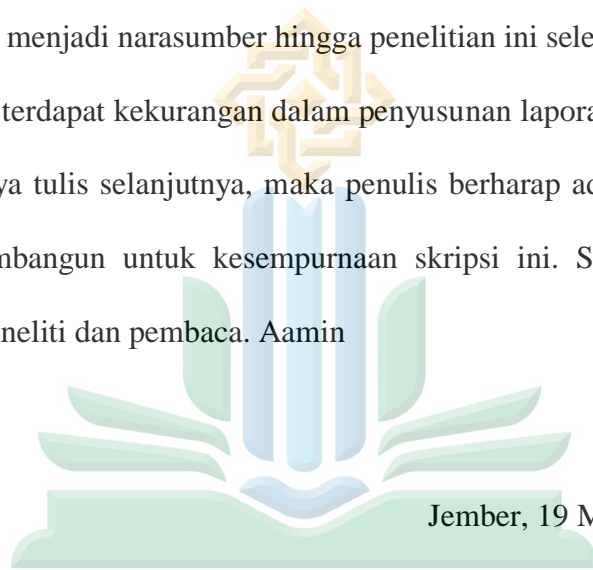 menjadi narasumber hingga penelitian ini sele
terdapat kekurangan dalam penyusunan lapora
ya tulis selanjutnya, maka penulis berharap ad
mbangun untuk kesempurnaan skripsi ini. S
neliti dan pembaca. Aamin
Jember, 19 M